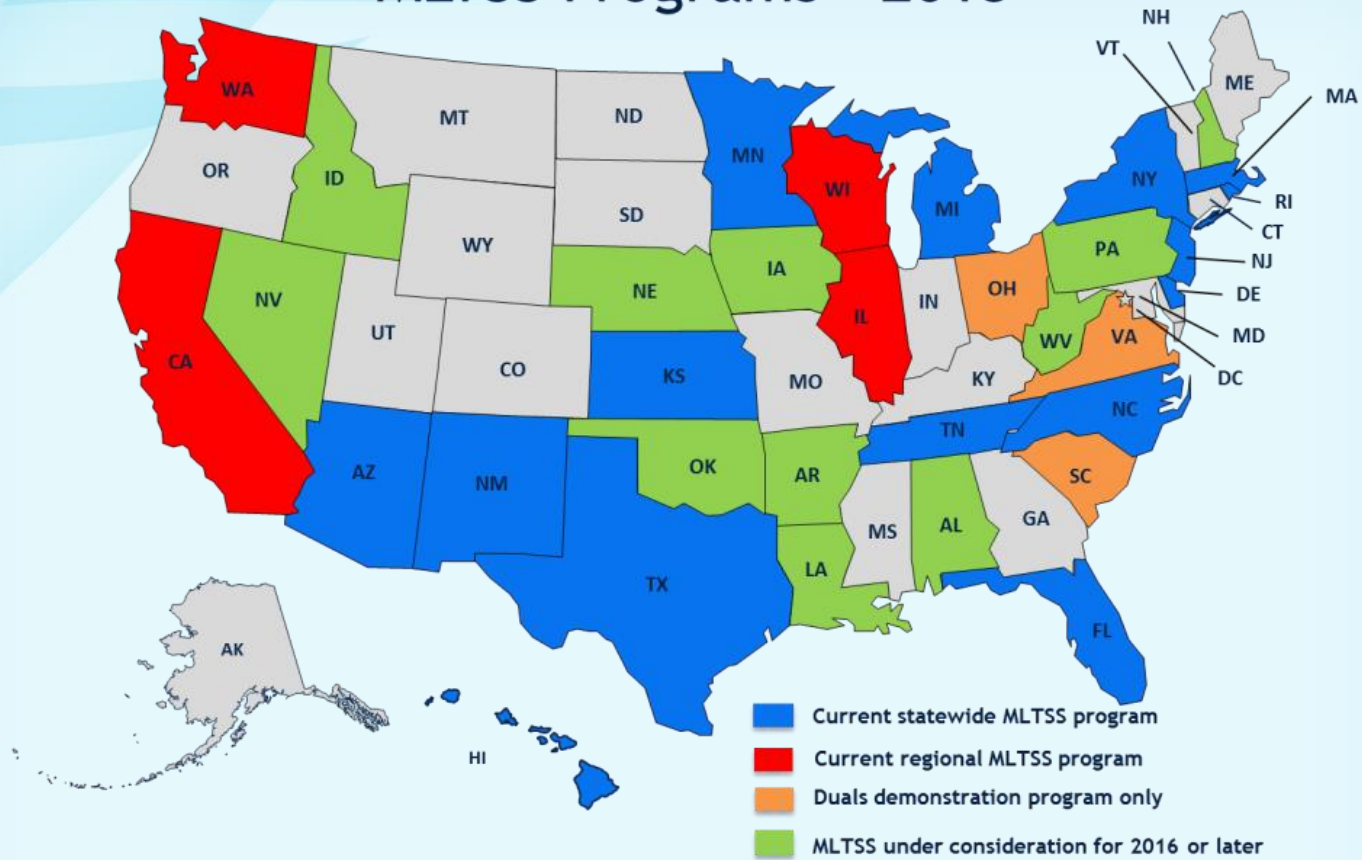 MLTSS Programs
NH
VT
ME
MA
WA
MT
ND
MN
OR
ID
WI
NY
SD
MI
RI
WY
CT
PA
NJ
IA
NE
NV
IN
OH
DE
UT
IL
WV
VA
MD
CA
CO
KS
MO
KY
DC
NC
TN
AZ
NM
OK
AR
SC
MS
AL
GA
LA
TX
FL
AK
HI
Current statewide MLTSS program
Current regional MLTSS program
Duals demonstration program only
MLTSS under consideration for 2016 or later